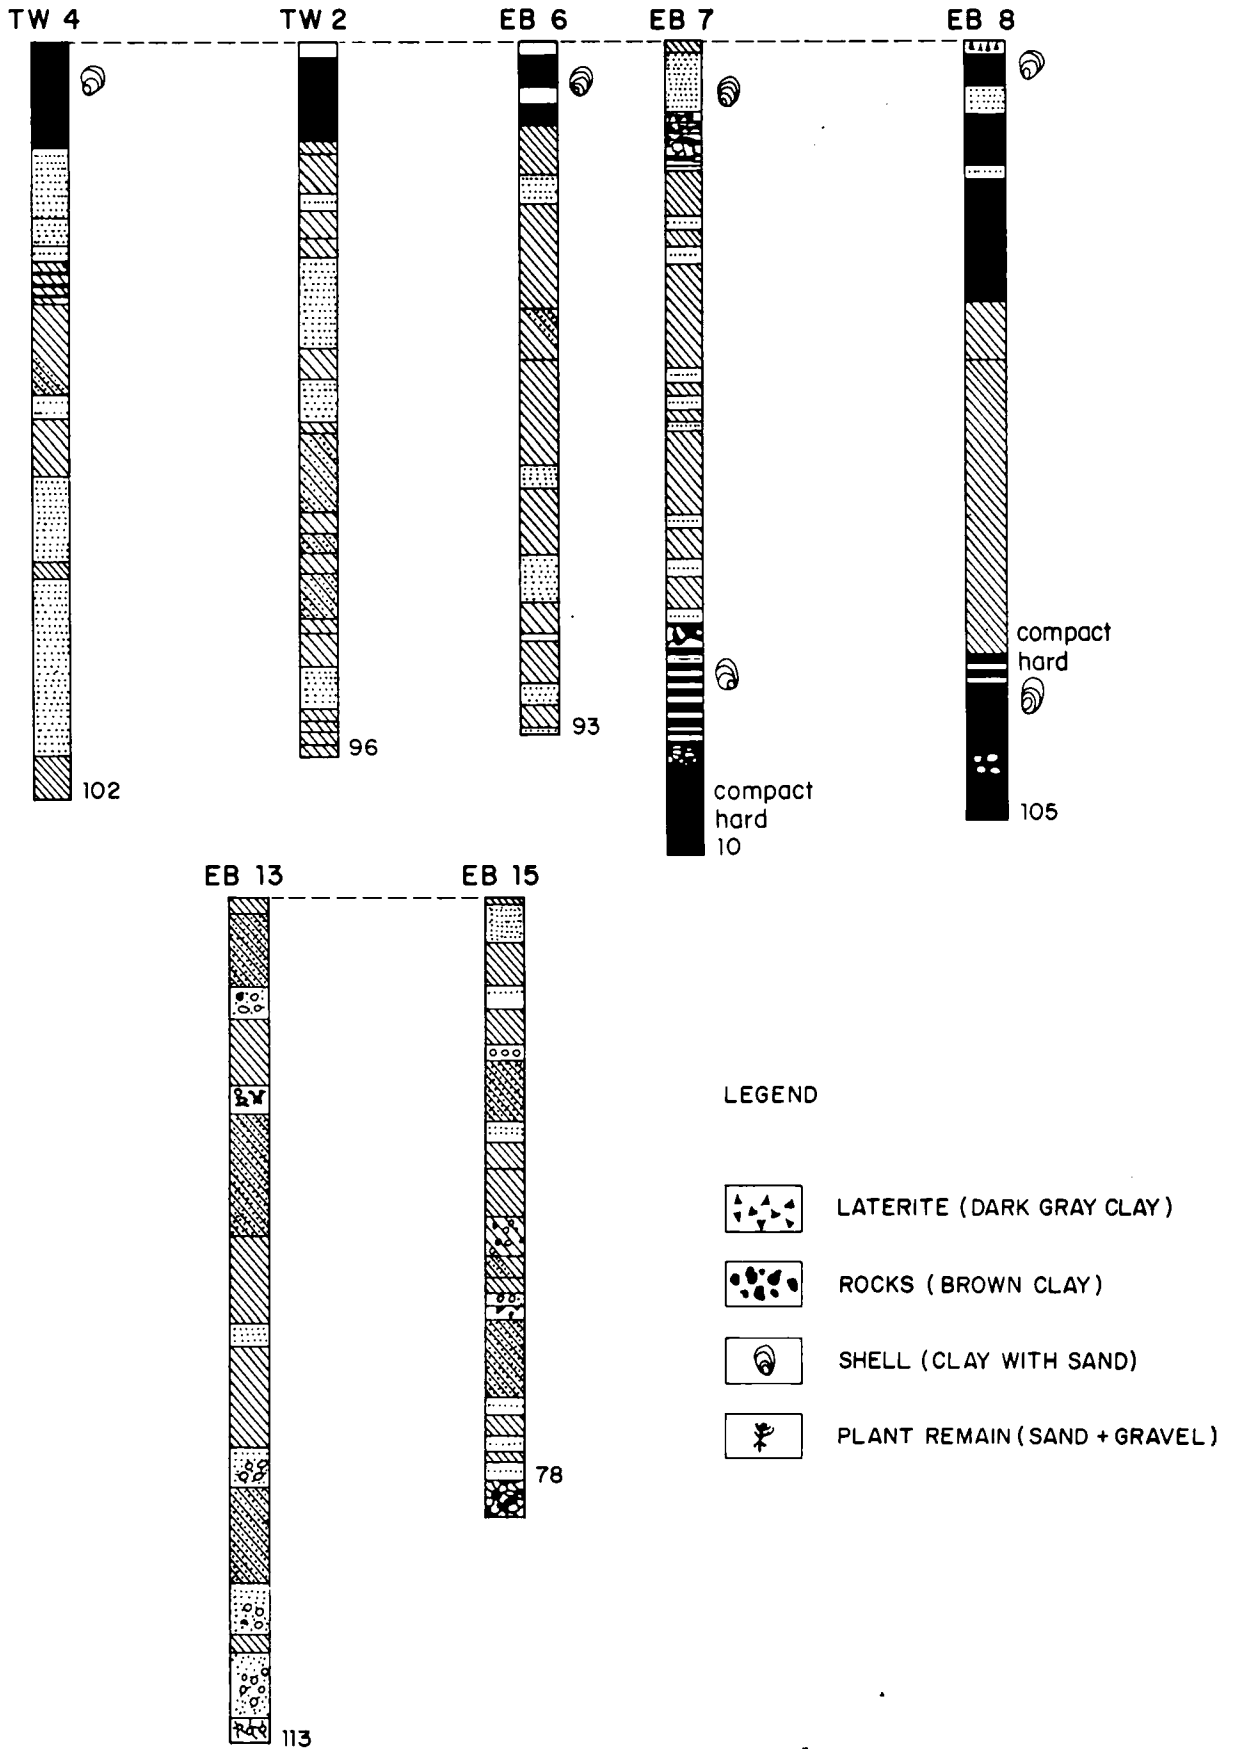 TW 4
TW 2
EB 6
EB 7
EB 8
compact
hard
93
96
102
compact
hard
10
105
EB 13
EB 15
LEGEND
LATERITE (DARK GRAY CLAY)
ROCKS (BROWN CLAY)
SHELL (CLAY WITH SAND)
PLANT REMAIN (SAND + GRAVEL)
78
113